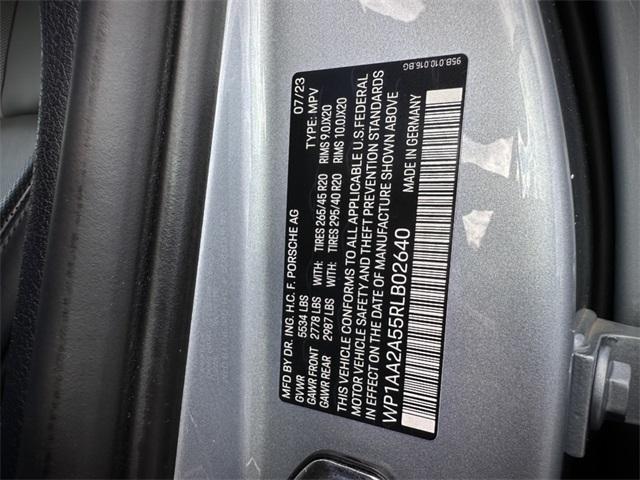 MFD BY DR. ING. H.C. F. PORSCHE AG 07/23
GVWR 5534 LBS TYPE: MPV
GAWR FRONT 2778 LBS WITH: TIRES 265/45 R20 RIMS 9.0JX20
GAWR REAR 2987 LBS WITH: TIRES 295/40 R20 RIMS 10.0JX20
THIS VEHICLE CONFORMS TO ALL APPLICABLE U.S.FEDERAL
MOTOR VEHICLE SAFETY AND THEFT PREVENTION STANDARDS
IN EFFECT ON THE DATE OF MANUFACTURE SHOWN ABOVE
WP1AA2A55RLB02640 MADE IN GERMANY
95B.010.016.BG